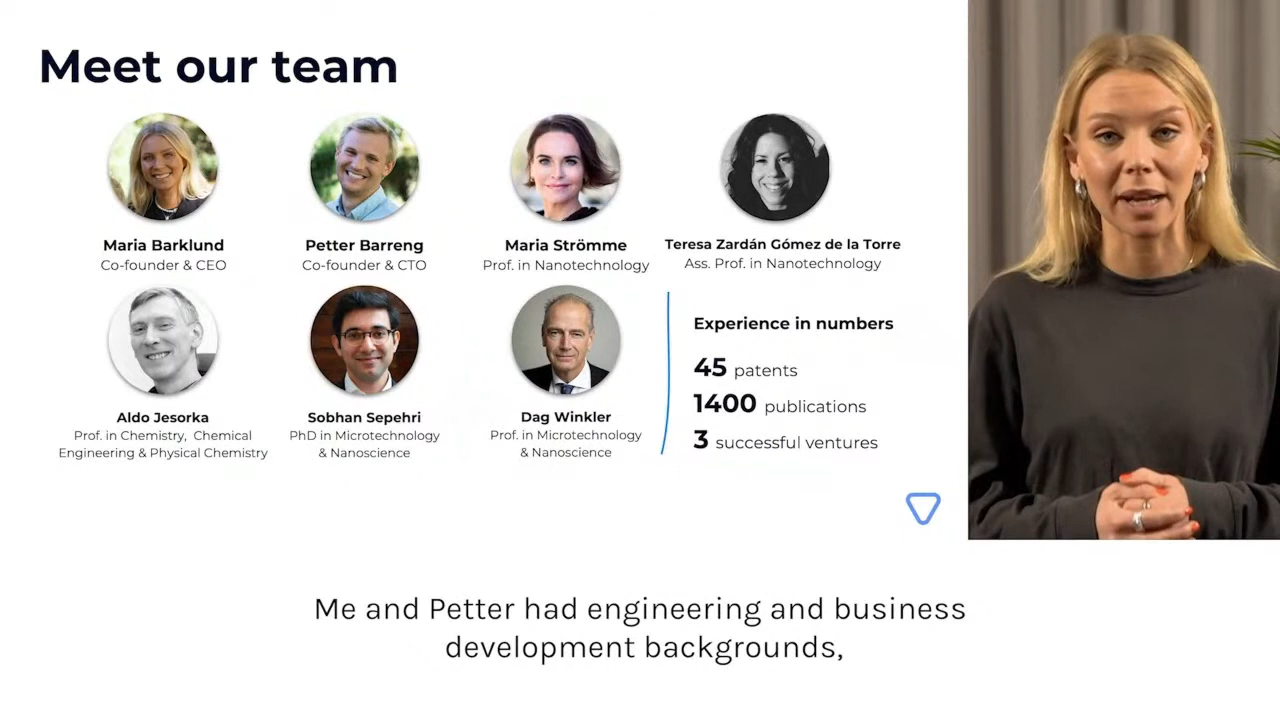 Meet our team
Maria Barklund
Co-founder & CEO
Petter Barreng
Co-founder & CTO
Maria Strömme
Prof. in Nanotechnology
Teresa Zardán Gómez de la Torre
Ass. Prof. in Nanotechnology
Aldo Jesorka
Prof. in Chemistry, Chemical
Engineering & Physical Chemistry
Sobhan Sepehri
PhD in Microtechnology
& Nanoscience
Dag Winkler
Prof. in Microtechnology
& Nanoscience
Experience in numbers
45 patents
1400 publications
3 successful ventures
Me and Petter had engineering and business
development backgrounds,